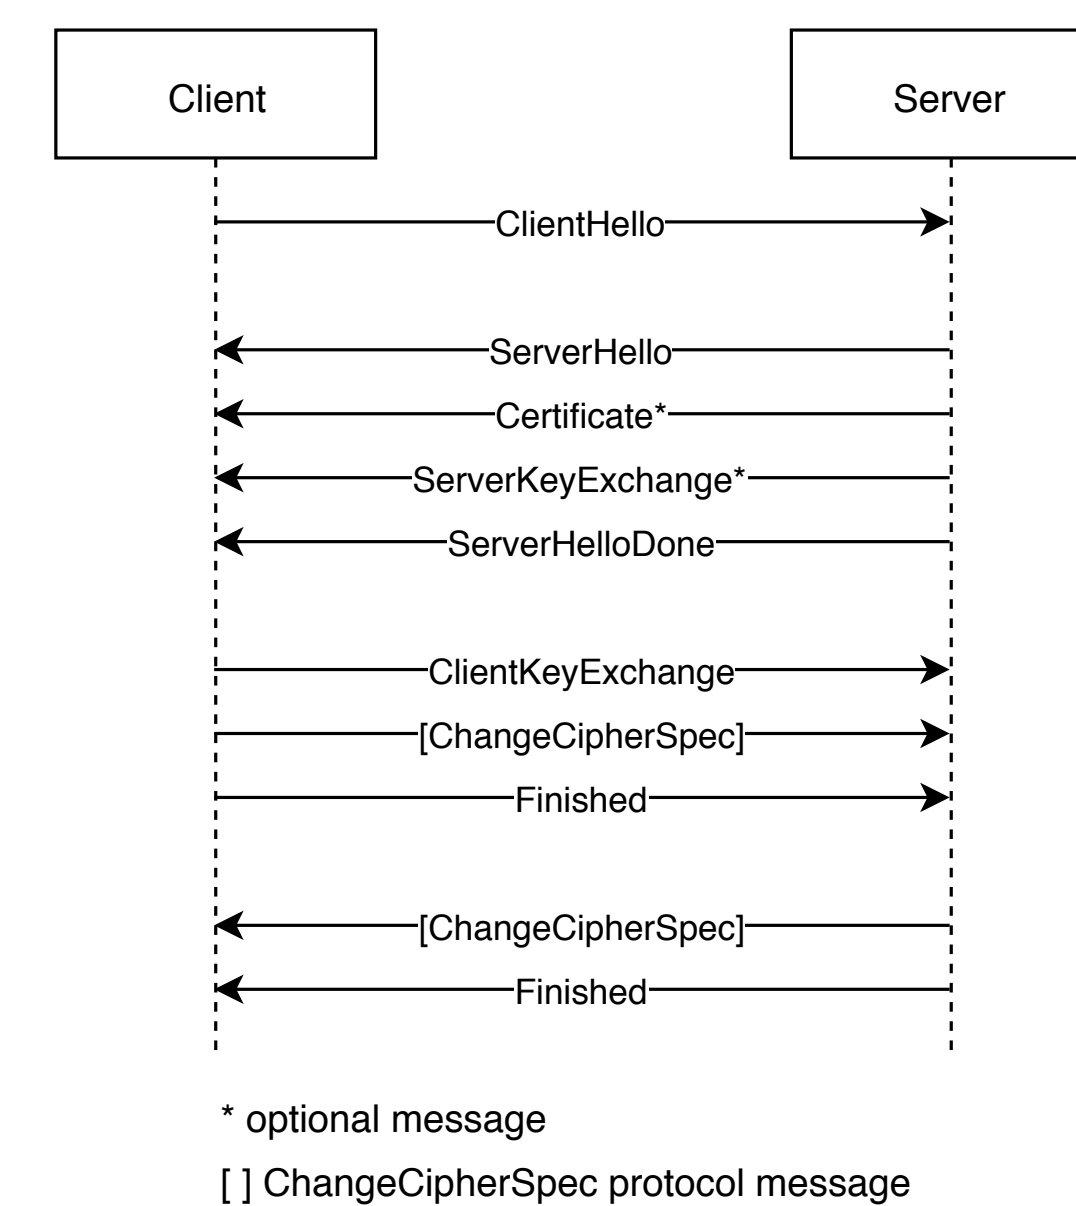 Client
Server
ClientHello
ServerHello
Certificate*
ServerKeyExchange*
ServerHelloDone
ClientKeyExchange
[ChangeCipherSpec]
Finished
[ChangeCipherSpec]
Finished
* optional message
[ ] ChangeCipherSpec protocol message